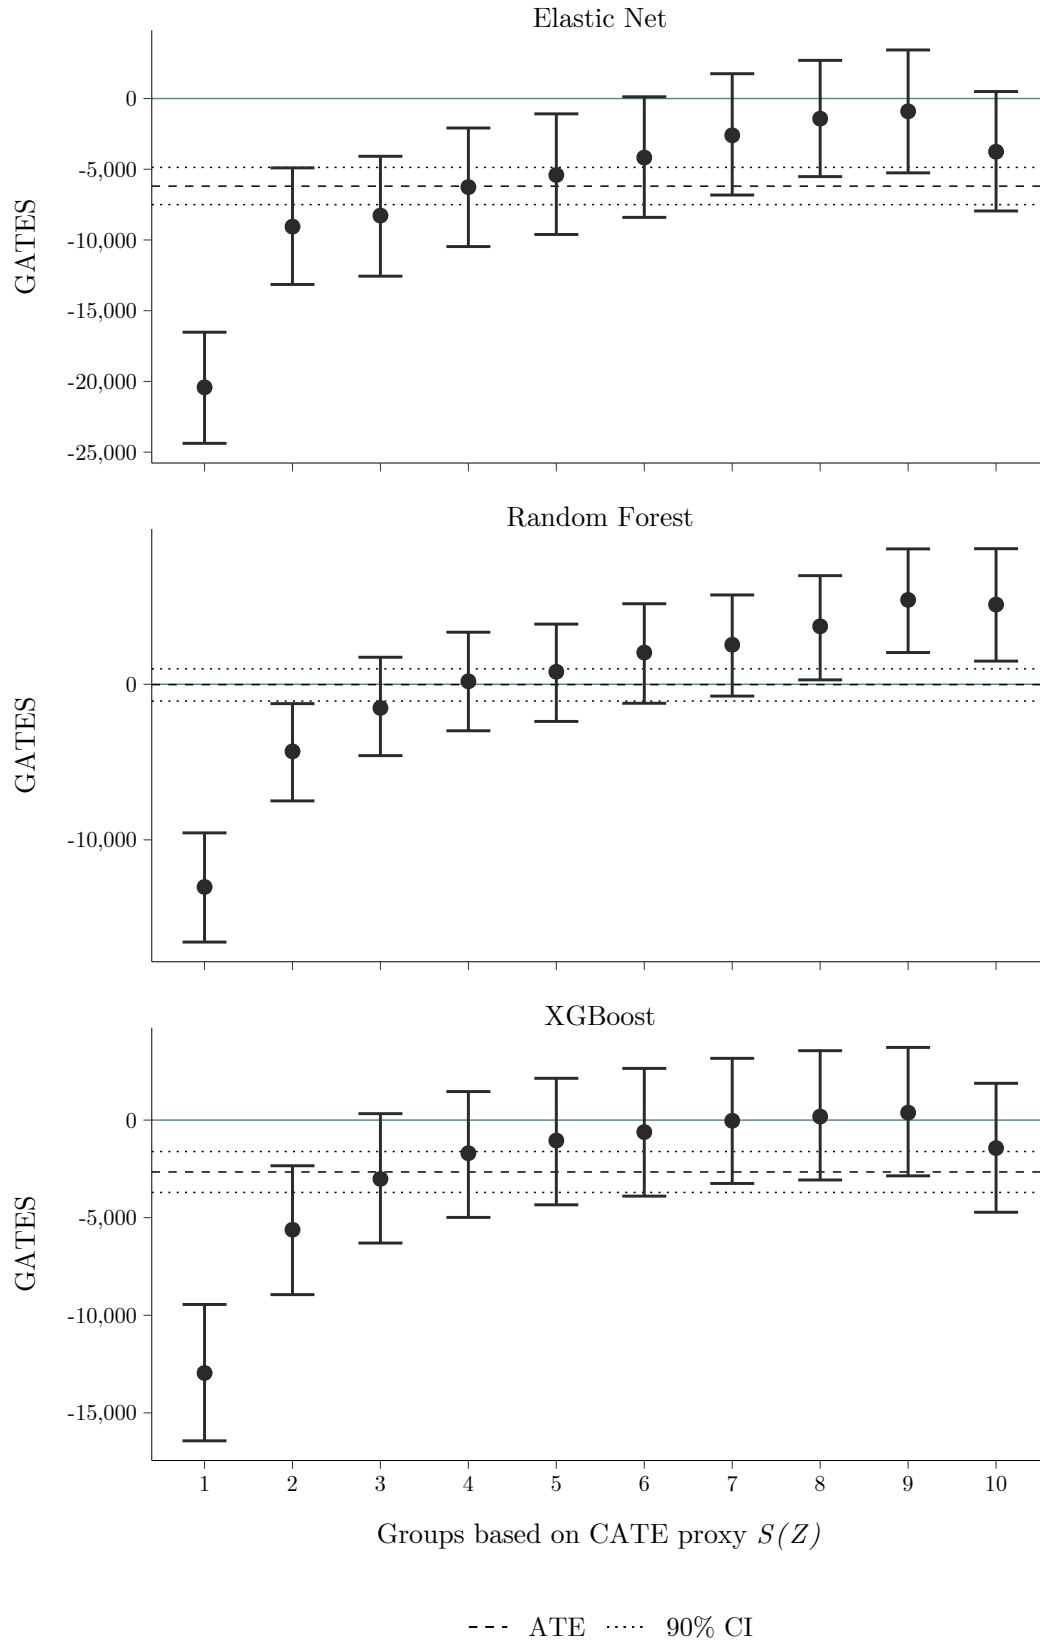 Elastic Net
GATES
0
-5,000
-10,000
-15,000
-20,000
-25,000
Random Forest
GATES
0
-10,000
XGBoost
GATES
0
-5,000
-10,000
-15,000
1 2 3 4 5 6 7 8 9 10
Groups based on CATE proxy S(Z)
ATE 90% CI